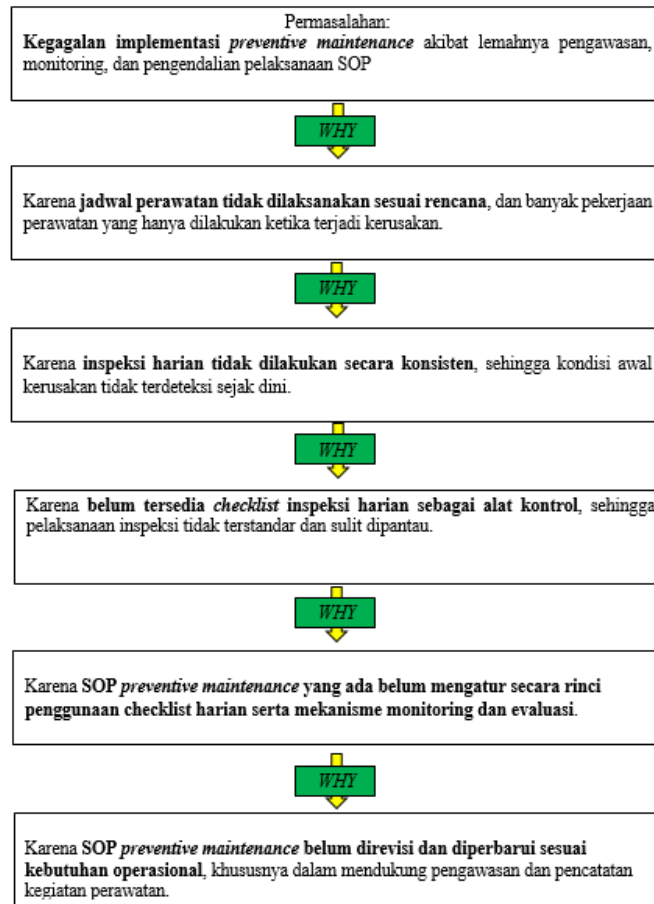 Permasalahan:
Kegagalan implementasi preventive maintenance akibat lemahnya pengawasan,
monitoring, dan pengendalian pelaksanaan SOP
WHY
Karena jadwal perawatan tidak dilaksanakan sesuai rencana, dan banyak pekerjaan
perawatan yang hanya dilakukan ketika terjadi kerusakan.
WHY
Karena inspeksi harian tidak dilakukan secara konsisten, sehingga kondisi awal
kerusakan tidak terdeteksi sejak dini.
WHY
Karena belum tersedia checklist inspeksi harian sebagai alat kontrol, sehingga
pelaksanaan inspeksi tidak terstandar dan sulit dipantau.
WHY
Karena SOP preventive maintenance yang ada belum mengatur secara rinci
penggunaan checklist harian serta mekanisme monitoring dan evaluasi.
WHY
Karena SOP preventive maintenance belum direvisi dan diperbarui sesuai
kebutuhan operasional, khususnya dalam mendukung pengawasan dan pencatatan
kegiatan perawatan.